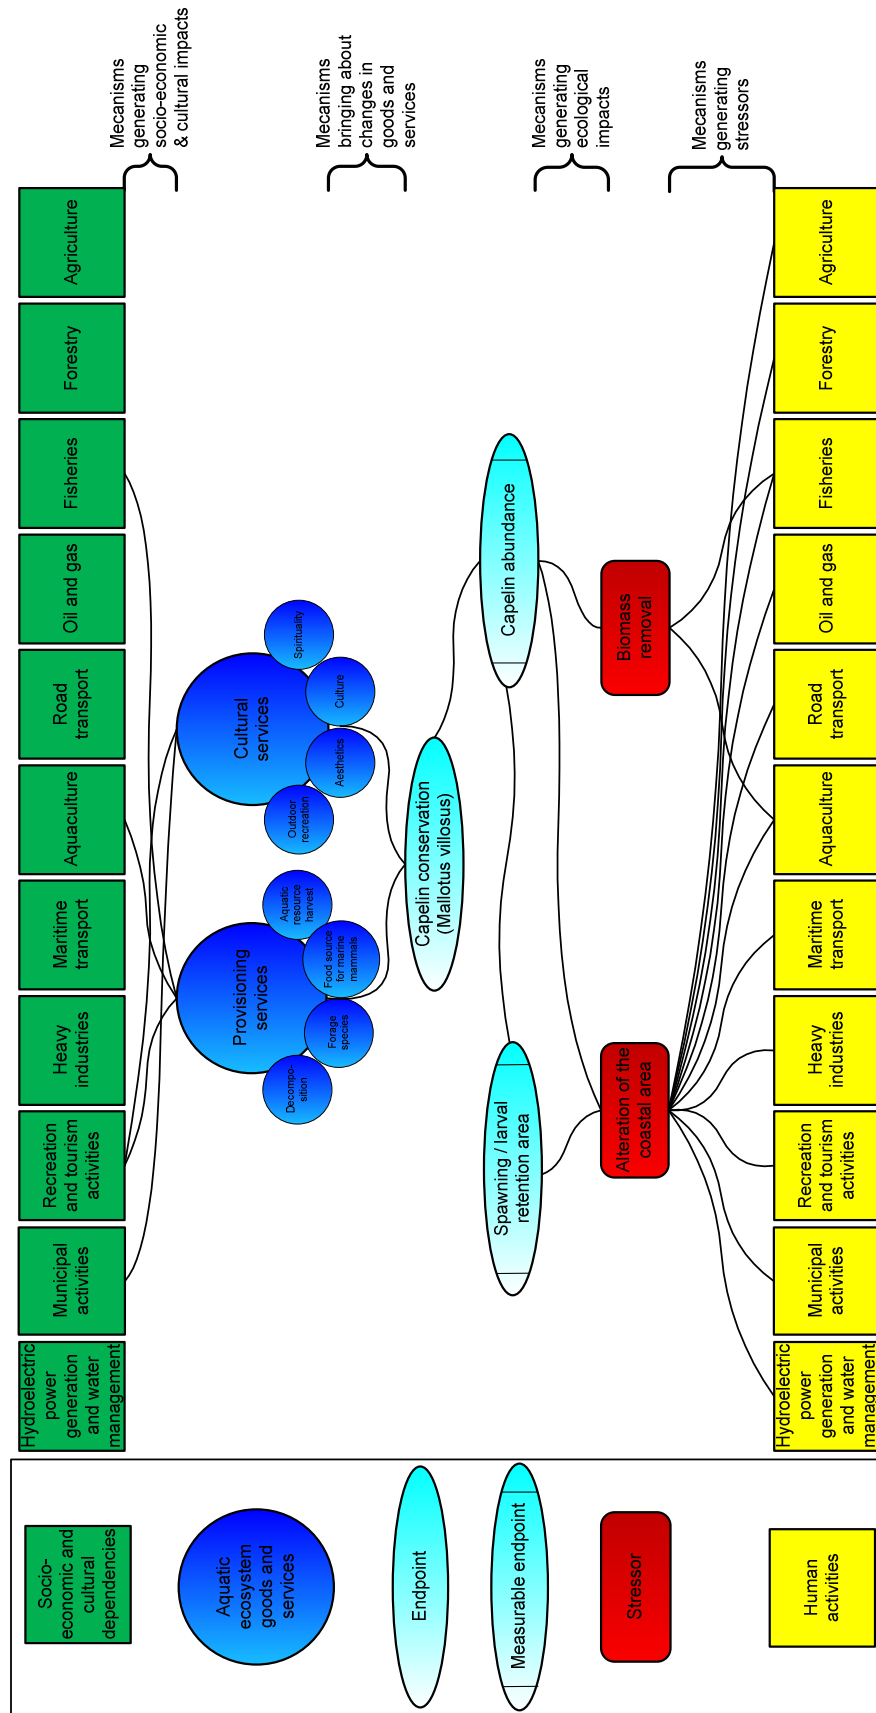 Socio-
economic and
cultural
dependencies
Aquatic
ecosystem
goods and
services
Endpoint
Measurable endpoint
Stressor
Human
activities
Hydroelectric
power
generation
and water
management
Municipal
activities
Recreation
and tourism
activities
Heavy
industries
Maritime
transport
Aquaculture
Road
transport
Oil and gas
Fisheries
Forestry
Agriculture
Mecanisms
generating
socio-economic
& cultural impacts
Provisioning
services
Decompo-
sition
Forage
species
Food source
for marine
mammals
Aquatic
resource
harvest
Cultural
services
Outdoor
recreation
Aesthetics
Culture
Spirituality
Mecanisms
bringing about
changes in
goods and
services
Capelin conservation
(Mallotus villosus)
Spawning / larval
retention area
Capelin abundance
Mecanisms
generating
ecological
impacts
Alteration of the
coastal area
Biomass
removal
Mecanisms
generating
stressors
Hydroelectric
power
generation
and water
management
Municipal
activities
Recreation
and tourism
activities
Heavy
industries
Maritime
transport
Aquaculture
Road
transport
Oil and gas
Fisheries
Forestry
Agriculture